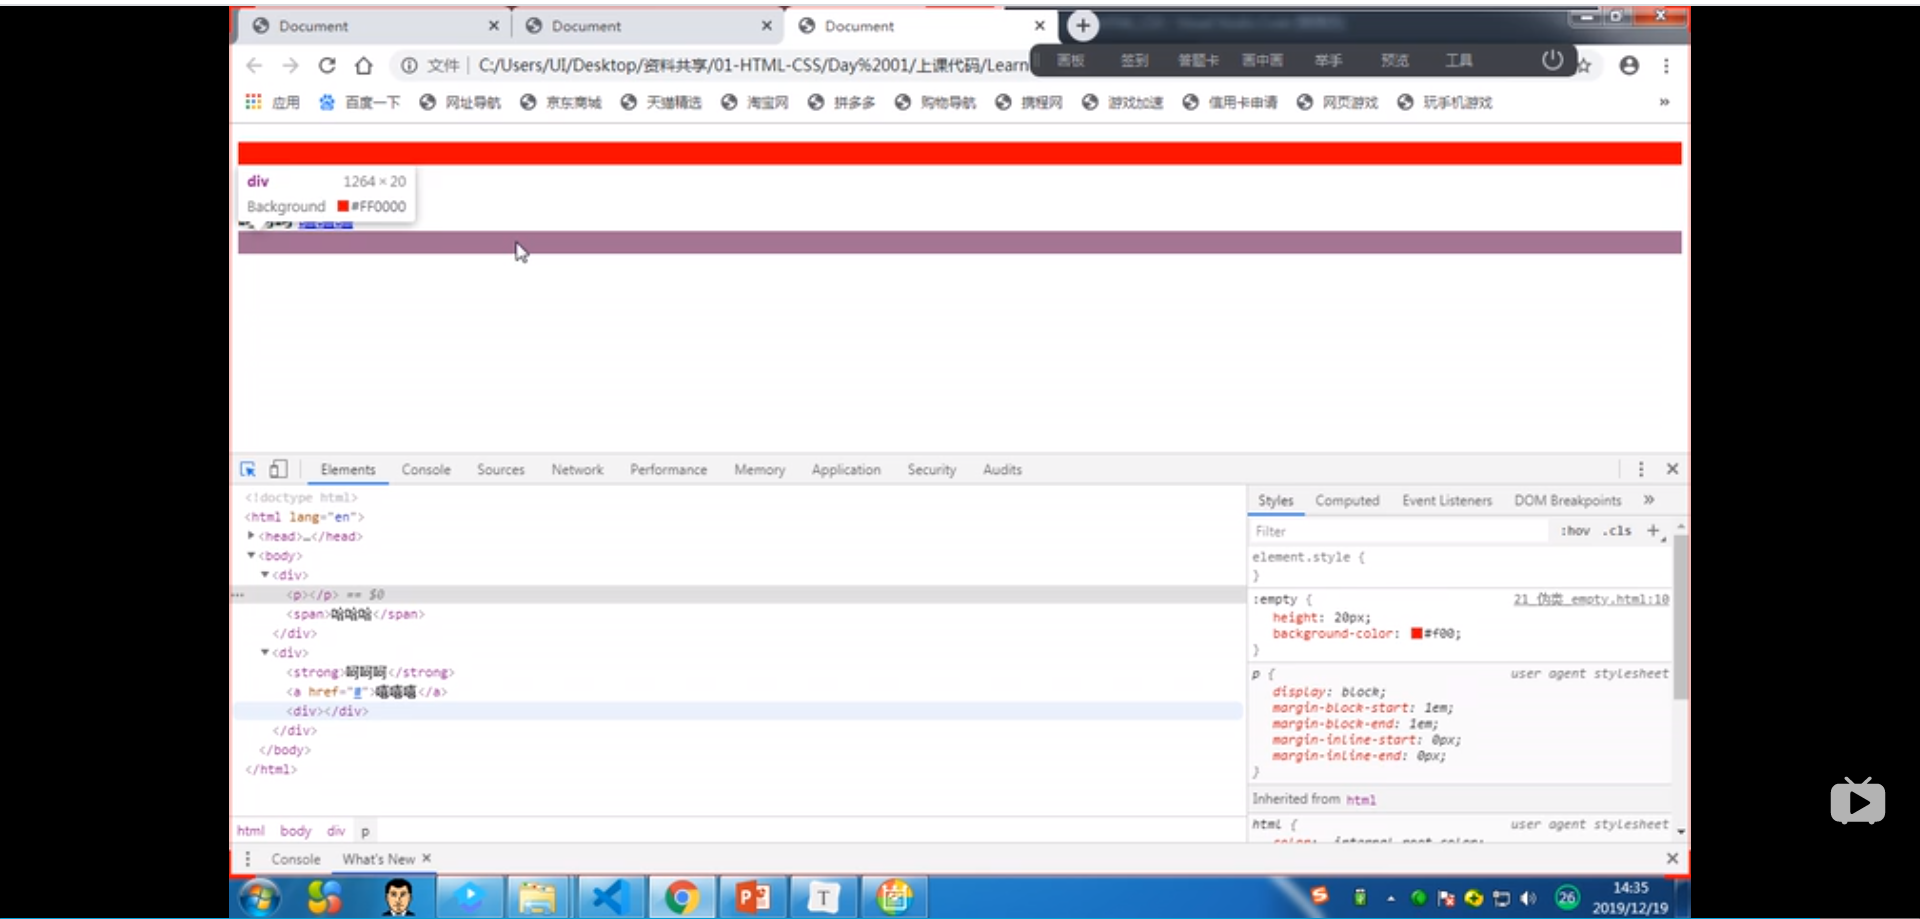 Document
Document
Document
文件 C:/Users/UI/Desktop/资料共享/01-HTML-CSS/Day%2001/上课代码/Learn
画板 签到 答题卡 画中画 举手 预览 工具
应用 百度一下 网址导航 京东商城 天猫精选 淘宝网 拼多多 购物导航 携程网 游戏加速 信用卡申请 网页游戏 玩手机游戏 »
div 1264 × 20
Background #FF0000
Elements Console Sources Network Performance Memory Application Security Audits
<!doctype html>
<html lang="en">
<head>…</head>
<body>
<div>
<p></p> == $0
<span>哈哈哈</span>
</div>
<div>
<strong>呵呵呵</strong>
<a href="#">嘻嘻嘻</a>
<div></div>
</div>
</body>
</html>
html body div p
Styles Computed Event Listeners DOM Breakpoints »
Filter :hov .cls +
element.style {
}
:empty { 21_伪类_empty.html:10
height: 20px;
background-color: #f00;
}
p { user agent stylesheet
display: block;
margin-block-start: 1em;
margin-block-end: 1em;
margin-inline-start: 0px;
margin-inline-end: 0px;
}
Inherited from html
html { user agent stylesheet
Console What's New
26
14:35
2019/12/19